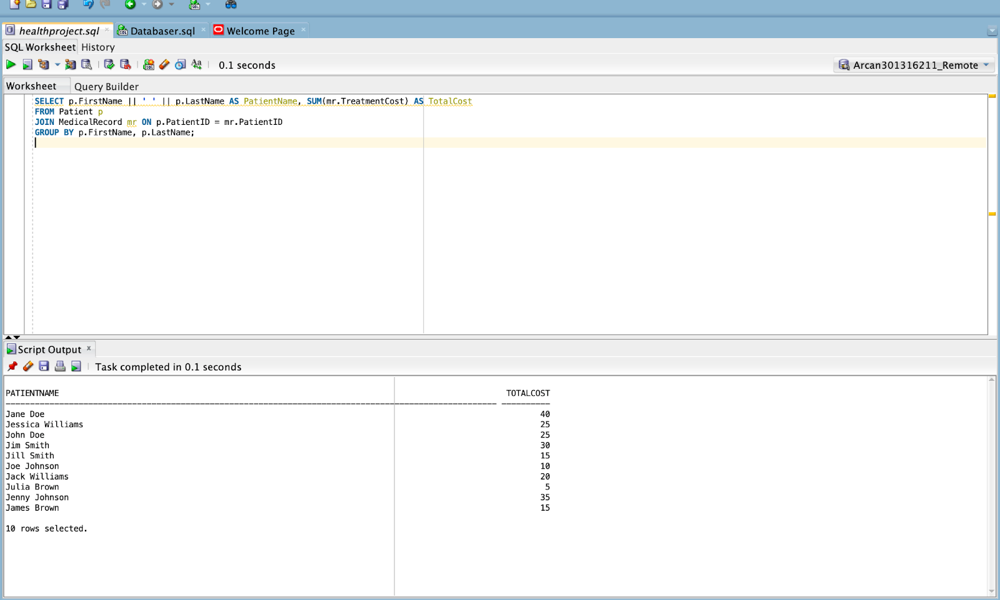 healthproject.sql
Databaser.sql
Welcome Page
SQL Worksheet History
0.1 seconds
Arcan301316211_Remote
Worksheet
Query Builder
SELECT p.FirstName || ' ' || p.LastName AS PatientName, SUM(mr.TreatmentCost) AS TotalCost
FROM Patient p
JOIN MedicalRecord mr ON p.PatientID = mr.PatientID
GROUP BY p.FirstName, p.LastName;
Script Output
Task completed in 0.1 seconds
PATIENTNAME TOTALCOST
Jane Doe 40
Jessica Williams 25
John Doe 25
Jim Smith 30
Jill Smith 15
Joe Johnson 10
Jack Williams 20
Julia Brown 5
Jenny Johnson 35
James Brown 15
10 rows selected.